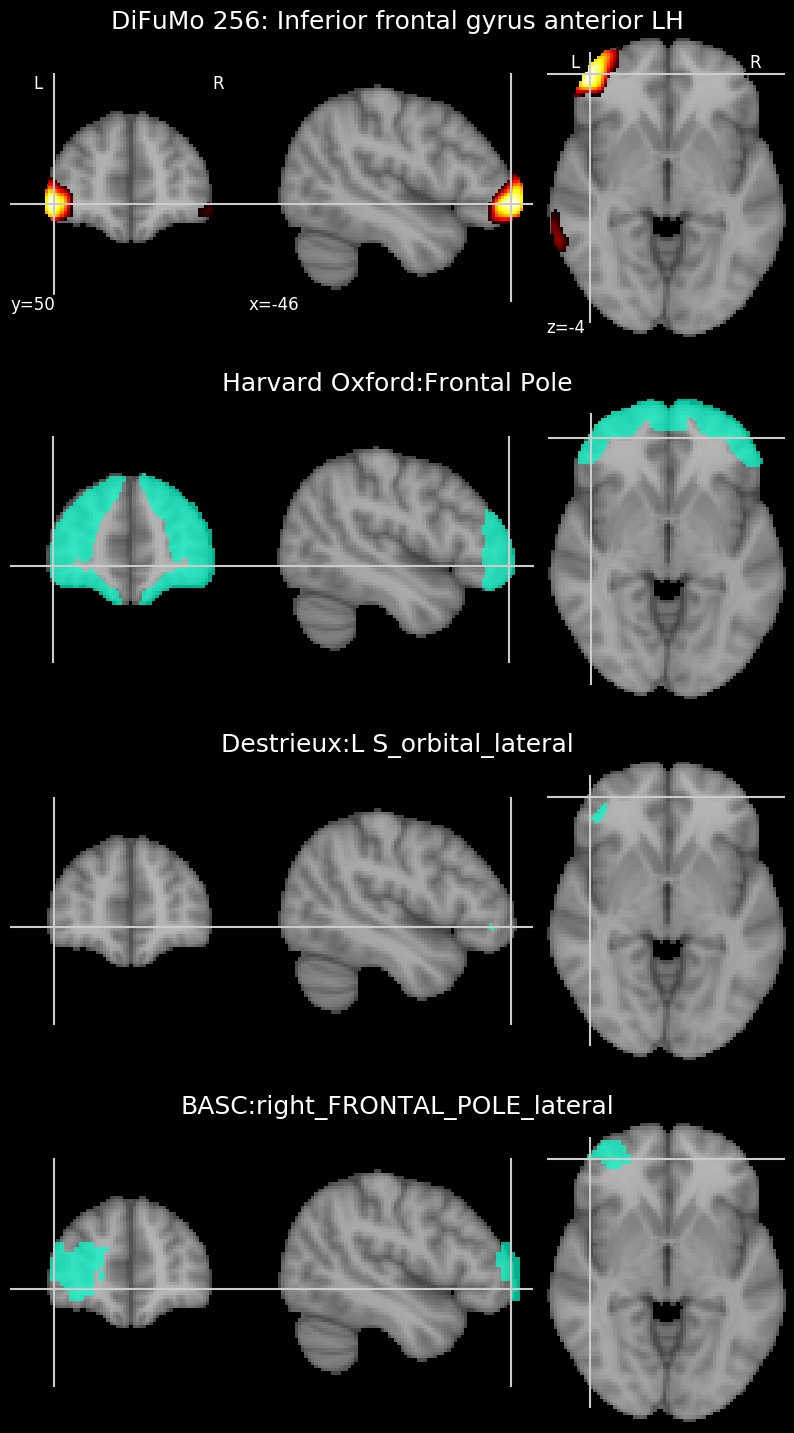 DiFuMo 256: Inferior frontal gyrus anterior LH
L R L R
y=50 x=-46 z=-4
Harvard Oxford:Frontal Pole
Destrieux:L S_orbital_lateral
BASC:right_FRONTAL_POLE_lateral